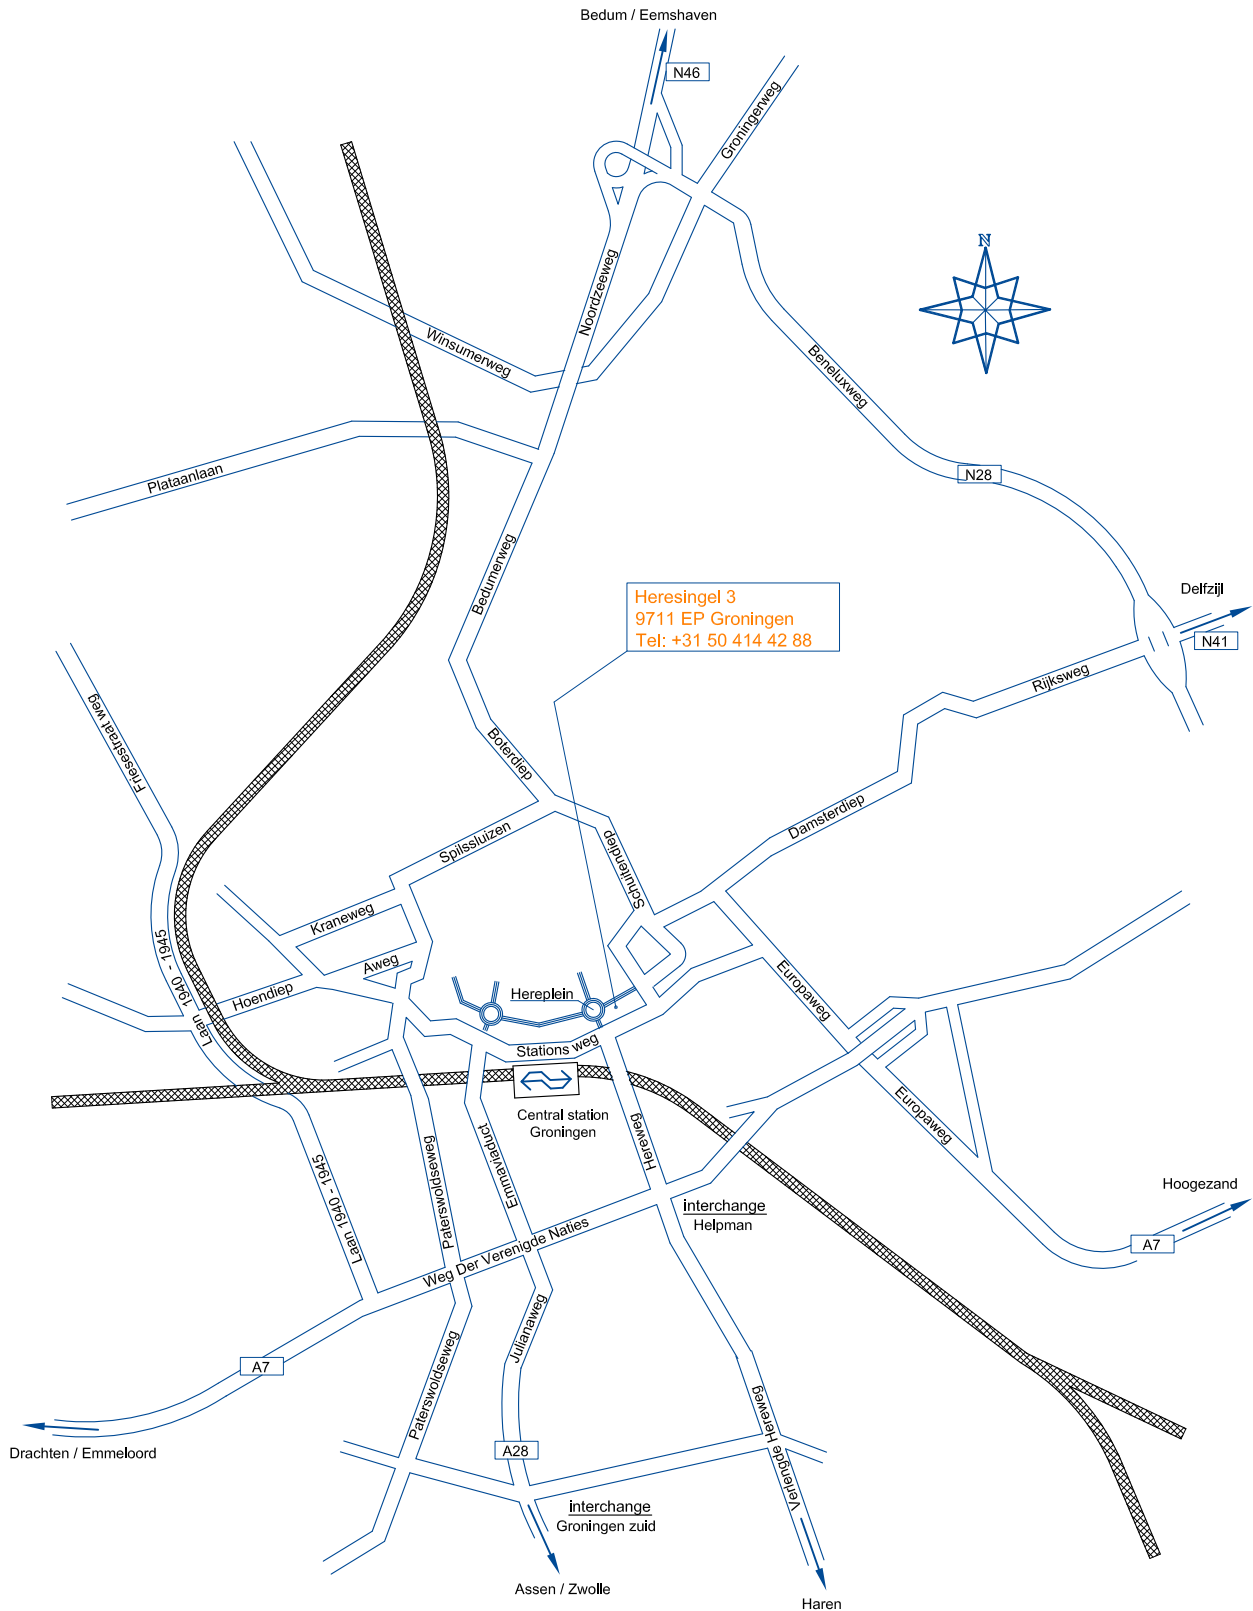 Bedum / Eemshaven
N46
Groningerweg
N
Noordzeeweg
Winsumerweg
Beneluxweg
Plataanlaan
N28
Bedumerweg
Heresingel 3
9711 EP Groningen
Tel: +31 50 414 42 88
Delfzijl
N41
Rijksweg
Friesestraat weg
Boterdiep
Damsterdiep
Spilssluizen
Schuitendiep
Kraneweg
Laan 1940 - 1945
Aweg
Hoendiep
Hereplein
Europaweg
Stations weg
Central station
Groningen
Europaweg
Hereweg
Emmaviaduct
Paterswoldseweg
Laan 1940 - 1945
interchange
Helpman
Hoogezand
A7
Weg Der Verenigde Naties
Julianaweg
A7
Paterswoldseweg
Verlengde Hereweg
Drachten / Emmeloord
A28
interchange
Groningen zuid
Assen / Zwolle
Haren